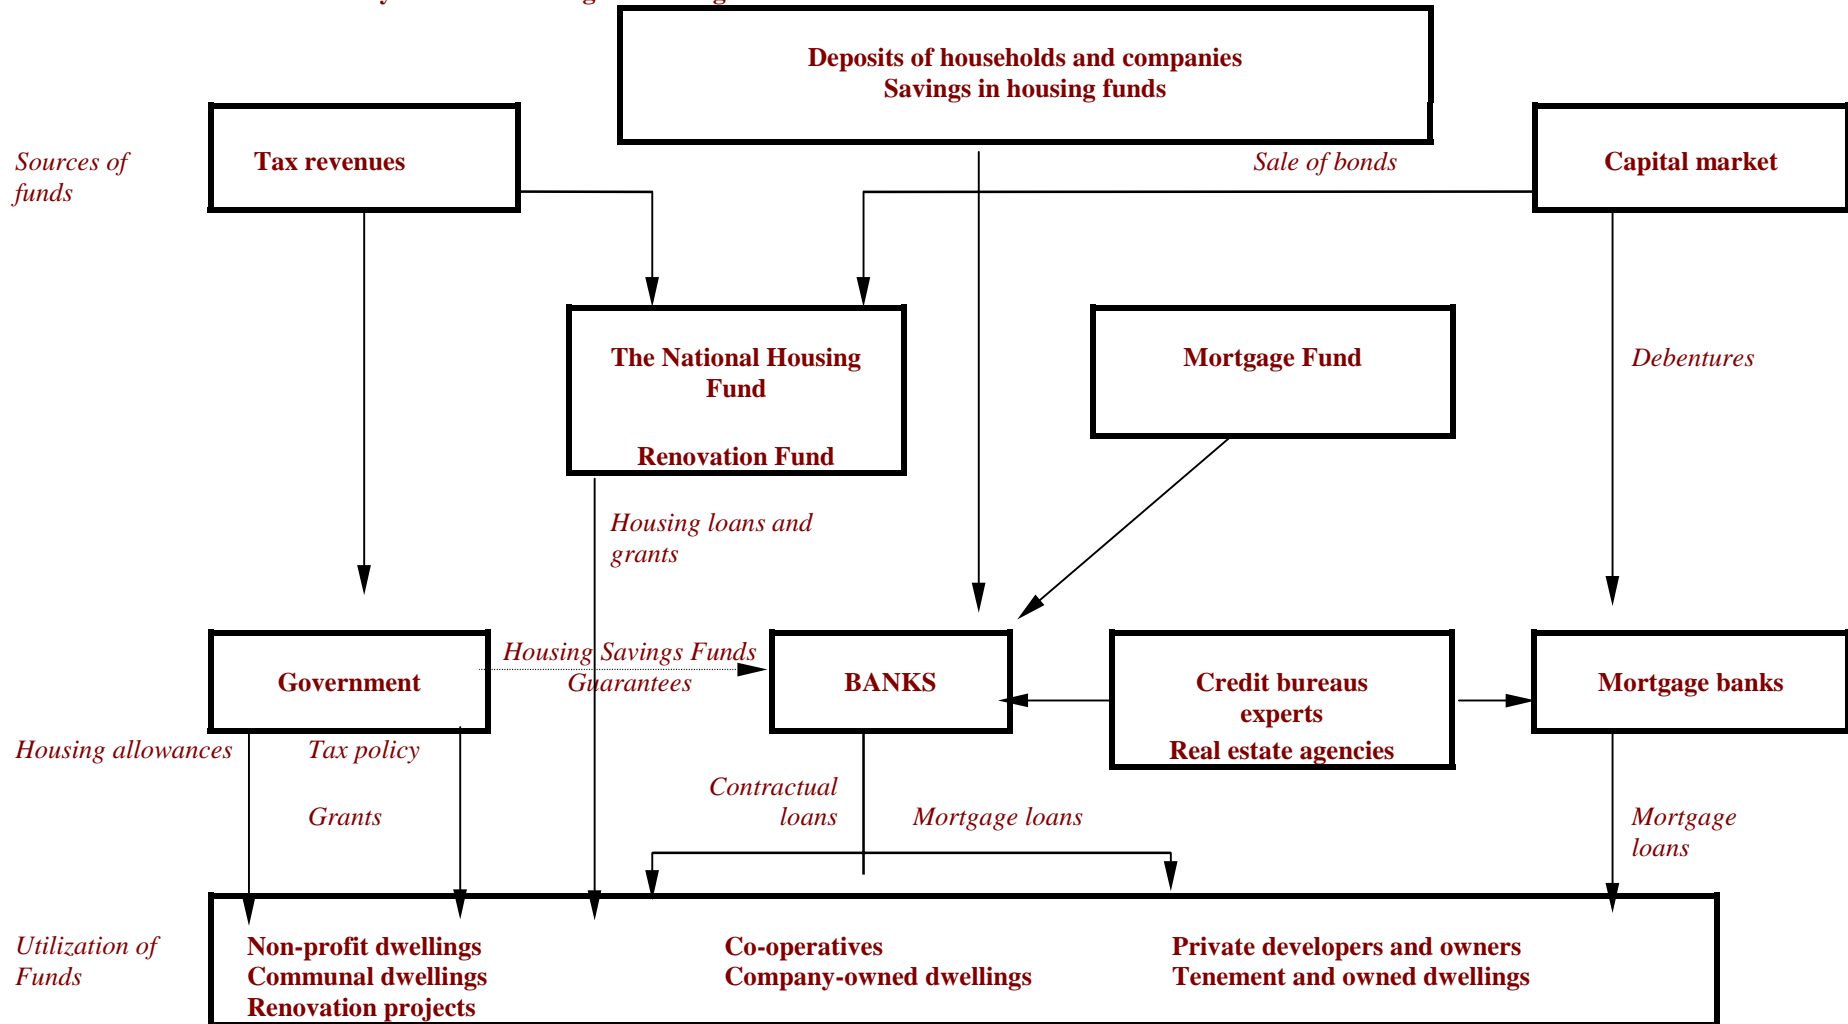 Deposits of households and companies
Savings in housing funds
Sources of
funds
Tax revenues
Sale of bonds
Capital market
The National Housing
Fund
Renovation Fund
Mortgage Fund
Debentures
Housing loans and
grants
Government
Housing Savings Funds
Guarantees
BANKS
Credit bureaus
experts
Real estate agencies
Mortgage banks
Housing allowances
Tax policy
Grants
Contractual
loans
Mortgage loans
Mortgage
loans
Utilization of
Funds
Non-profit dwellings
Communal dwellings
Renovation projects
Co-operatives
Company-owned dwellings
Private developers and owners
Tenement and owned dwellings